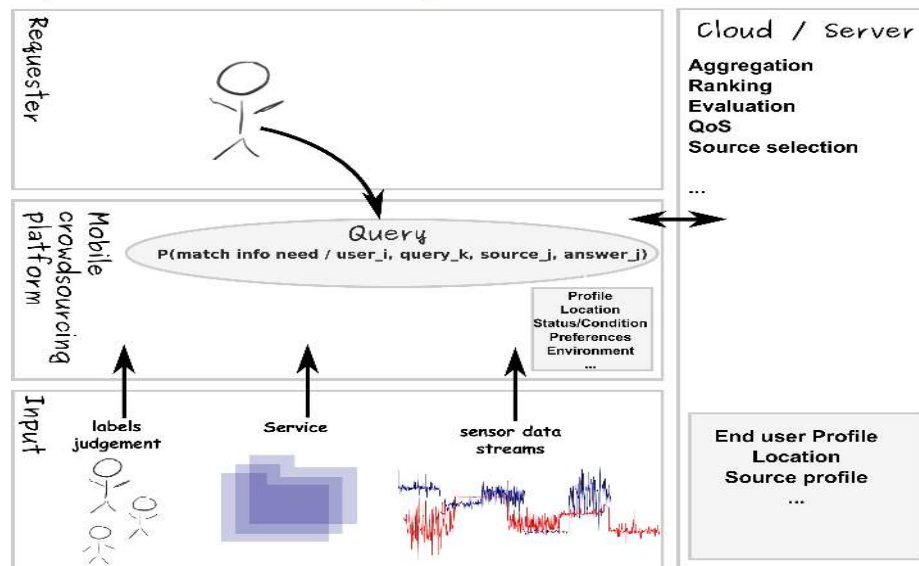 Requester
Cloud / Server
Aggregation
Ranking
Evaluation
QoS
Source selection
...
Mobile
crowdsourcing
platform
Query
P(match info need / user_i, query_k, source_j, answer_j)
Profile
Location
Status/Condition
Preferences
Environment
...
Input
labels
judgement
Service
sensor data
streams
End user Profile
Location
Source profile
...